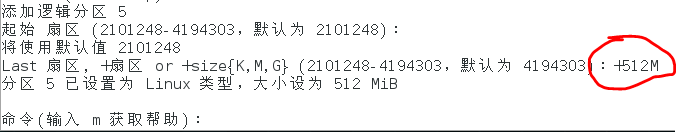 添加逻辑分区 5
起始 扇区 (2101248-4194303，默认为 2101248)：
将使用默认值 2101248
Last 扇区, +扇区 or +size{K,M,G} (2101248-4194303，默认为 4194303)：+512M
分区 5 已设置为 Linux 类型，大小设为 512 MiB
命令(输入 m 获取帮助)：